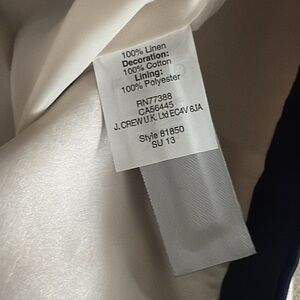 100% Linen
Decoration:
100% Cotton
Lining:
100% Polyester
RN77388
CA56445
J.CREW U.K. Ltd EC4V 6JA
Style 81850
SU 13